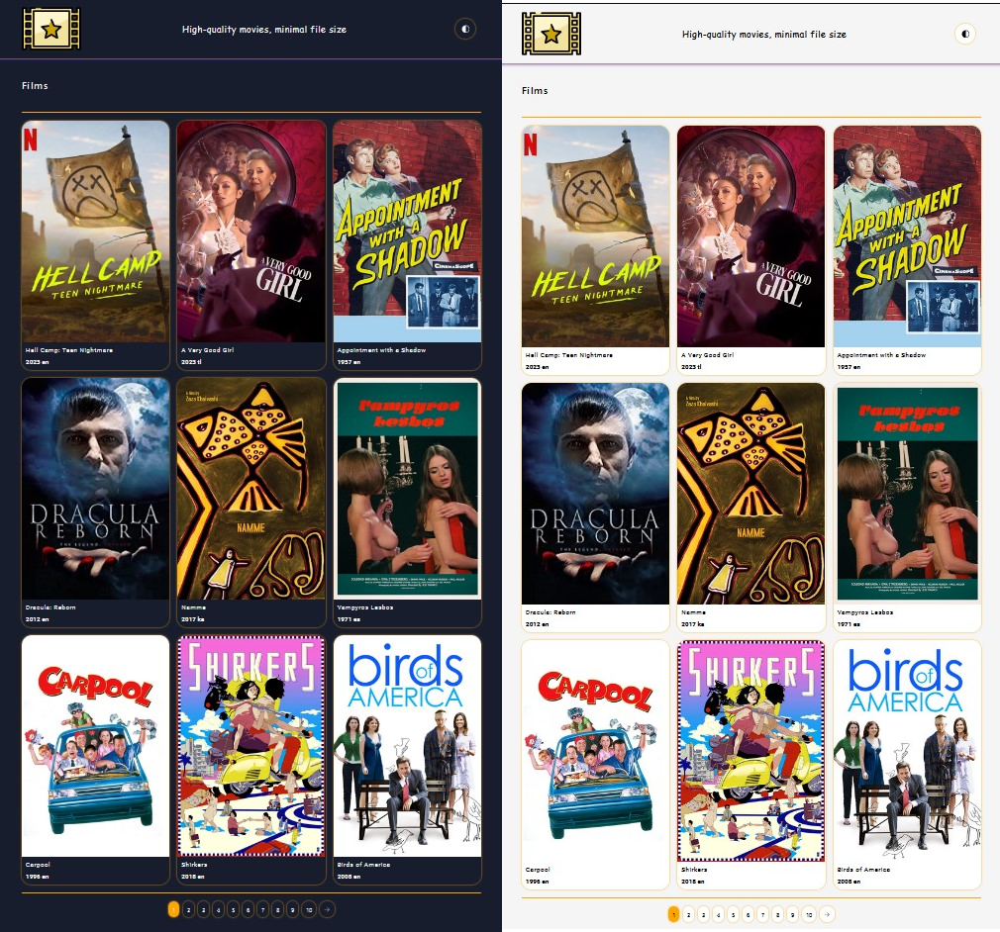 High-quality movies, minimal file size
Films
N
HELL CAMP
TEEN NIGHTMARE
Hell Camp: Teen Nightmare
2023 en
A VERY GOOD
GIRL
A Very Good Girl
2023 tl
APPOINTMENT
WITH A
SHADOW
CINEMASCOPE
Appointment with a Shadow
1957 en
DRACULA
REBORN
Dracula: Reborn
2012 en
A FILM BY
Zaza Khalvashi
NAMME
Namme
2017 ka
Vampyros
Lesbos
Vampyros Lesbos
1971 es
CARPOOL
Carpool
1996 en
SHIRKERS
Shirkers
2018 en
birds
of
AMERICA
Birds of America
2008 en
1 2 3 4 5 6 7 8 9 10 →
High-quality movies, minimal file size
Films
N
HELL CAMP
TEEN NIGHTMARE
Hell Camp: Teen Nightmare
2023 en
A VERY GOOD
GIRL
A Very Good Girl
2023 tl
APPOINTMENT
WITH A
SHADOW
CINEMASCOPE
Appointment with a Shadow
1957 en
DRACULA
REBORN
Dracula: Reborn
2012 en
A FILM BY
Zaza Khalvashi
NAMME
Namme
2017 ka
Vampyros
Lesbos
Vampyros Lesbos
1971 es
CARPOOL
Carpool
1996 en
SHIRKERS
Shirkers
2018 en
birds
of
AMERICA
Birds of America
2008 en
1 2 3 4 5 6 7 8 9 10 →